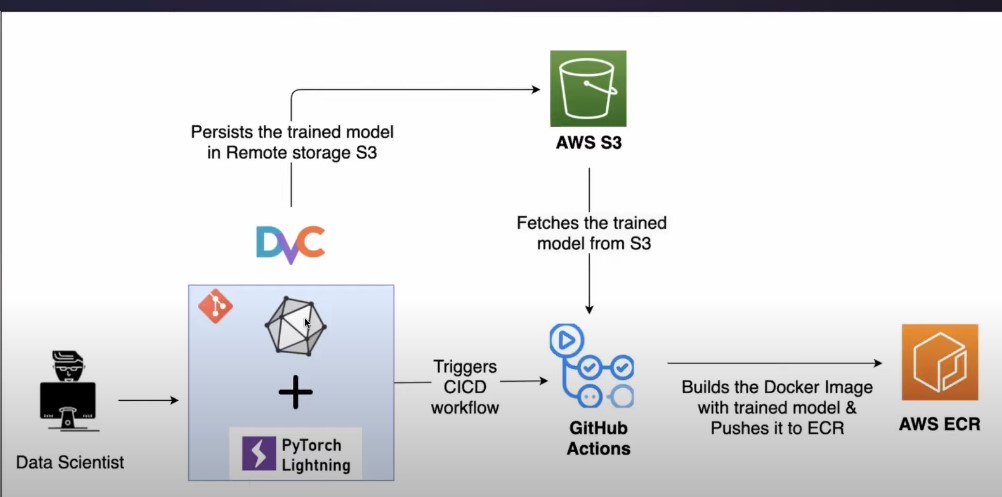 Persists the trained model
in Remote storage S3
AWS S3
Fetches the trained
model from S3
DVC
+
PyTorch
Lightning
Data Scientist
Triggers
CICD
workflow
GitHub
Actions
Builds the Docker Image
with trained model &
Pushes it to ECR
AWS ECR